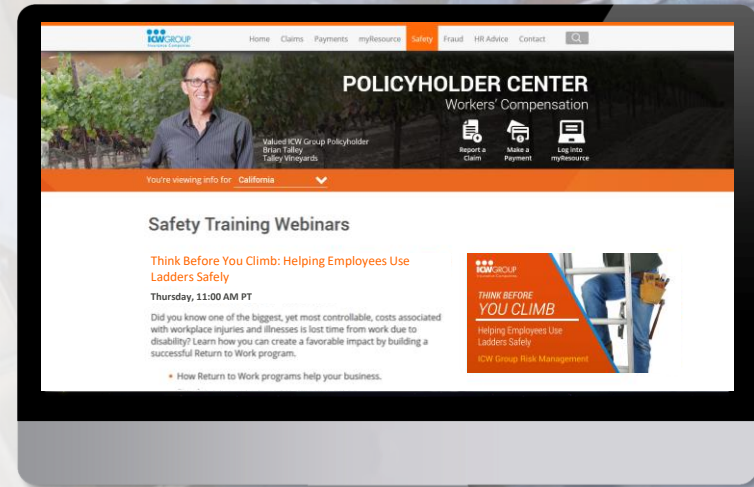 ICWGROUP
Insurance Companies
Home Claims Payments myResource Safety Fraud HR Advice Contact
POLICYHOLDER CENTER
Workers' Compensation
Valued ICW Group Policyholder
Brian Talley
Talley Vineyards
Report a
Claim
Make a
Payment
Log into
myResource
You're viewing info for California
Safety Training Webinars
Think Before You Climb: Helping Employees Use
Ladders Safely
Thursday, 11:00 AM PT
Did you know one of the biggest, yet most controllable, costs associated
with workplace injuries and illnesses is lost time from work due to
disability? Learn how you can create a favorable impact by building a
successful Return to Work program.
• How Return to Work programs help your business.
ICWGROUP
Insurance Companies
THINK BEFORE
YOU CLIMB
Helping Employees Use
Ladders Safely
ICW Group Risk Management